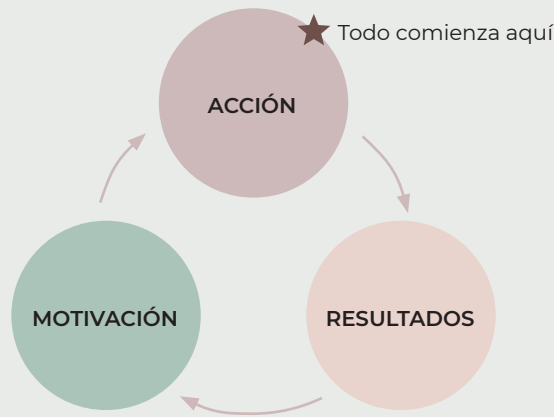 Todo comienza aquí
ACCIÓN
MOTIVACIÓN
RESULTADOS